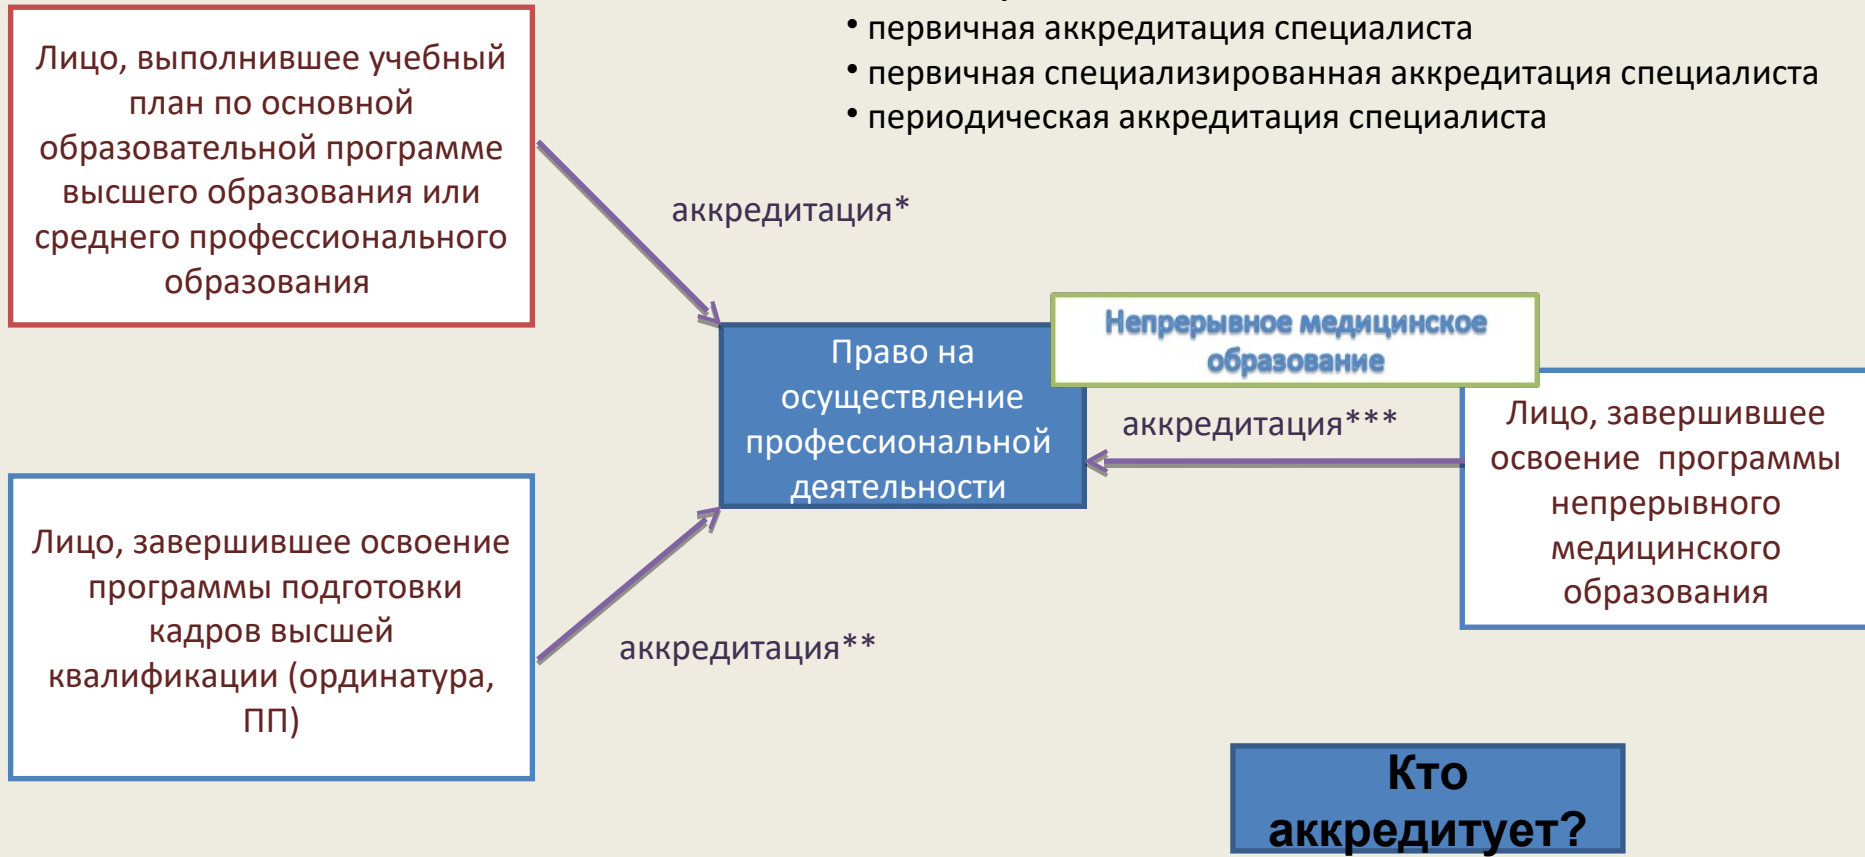 • первичная аккредитация специалиста
• первичная специализированная аккредитация специалиста
• периодическая аккредитация специалиста
Лицо, выполнившее учебный
план по основной
образовательной программе
высшего образования или
среднего профессионального
образования
аккредитация*
Непрерывное медицинское
образование
Право на
осуществление
профессиональной
деятельности
аккредитация***
Лицо, завершившее
освоение программы
непрерывного
медицинского
образования
Лицо, завершившее освоение
программы подготовки
кадров высшей
квалификации (ординатура,
ПП)
аккредитация**
Кто
аккредитует?